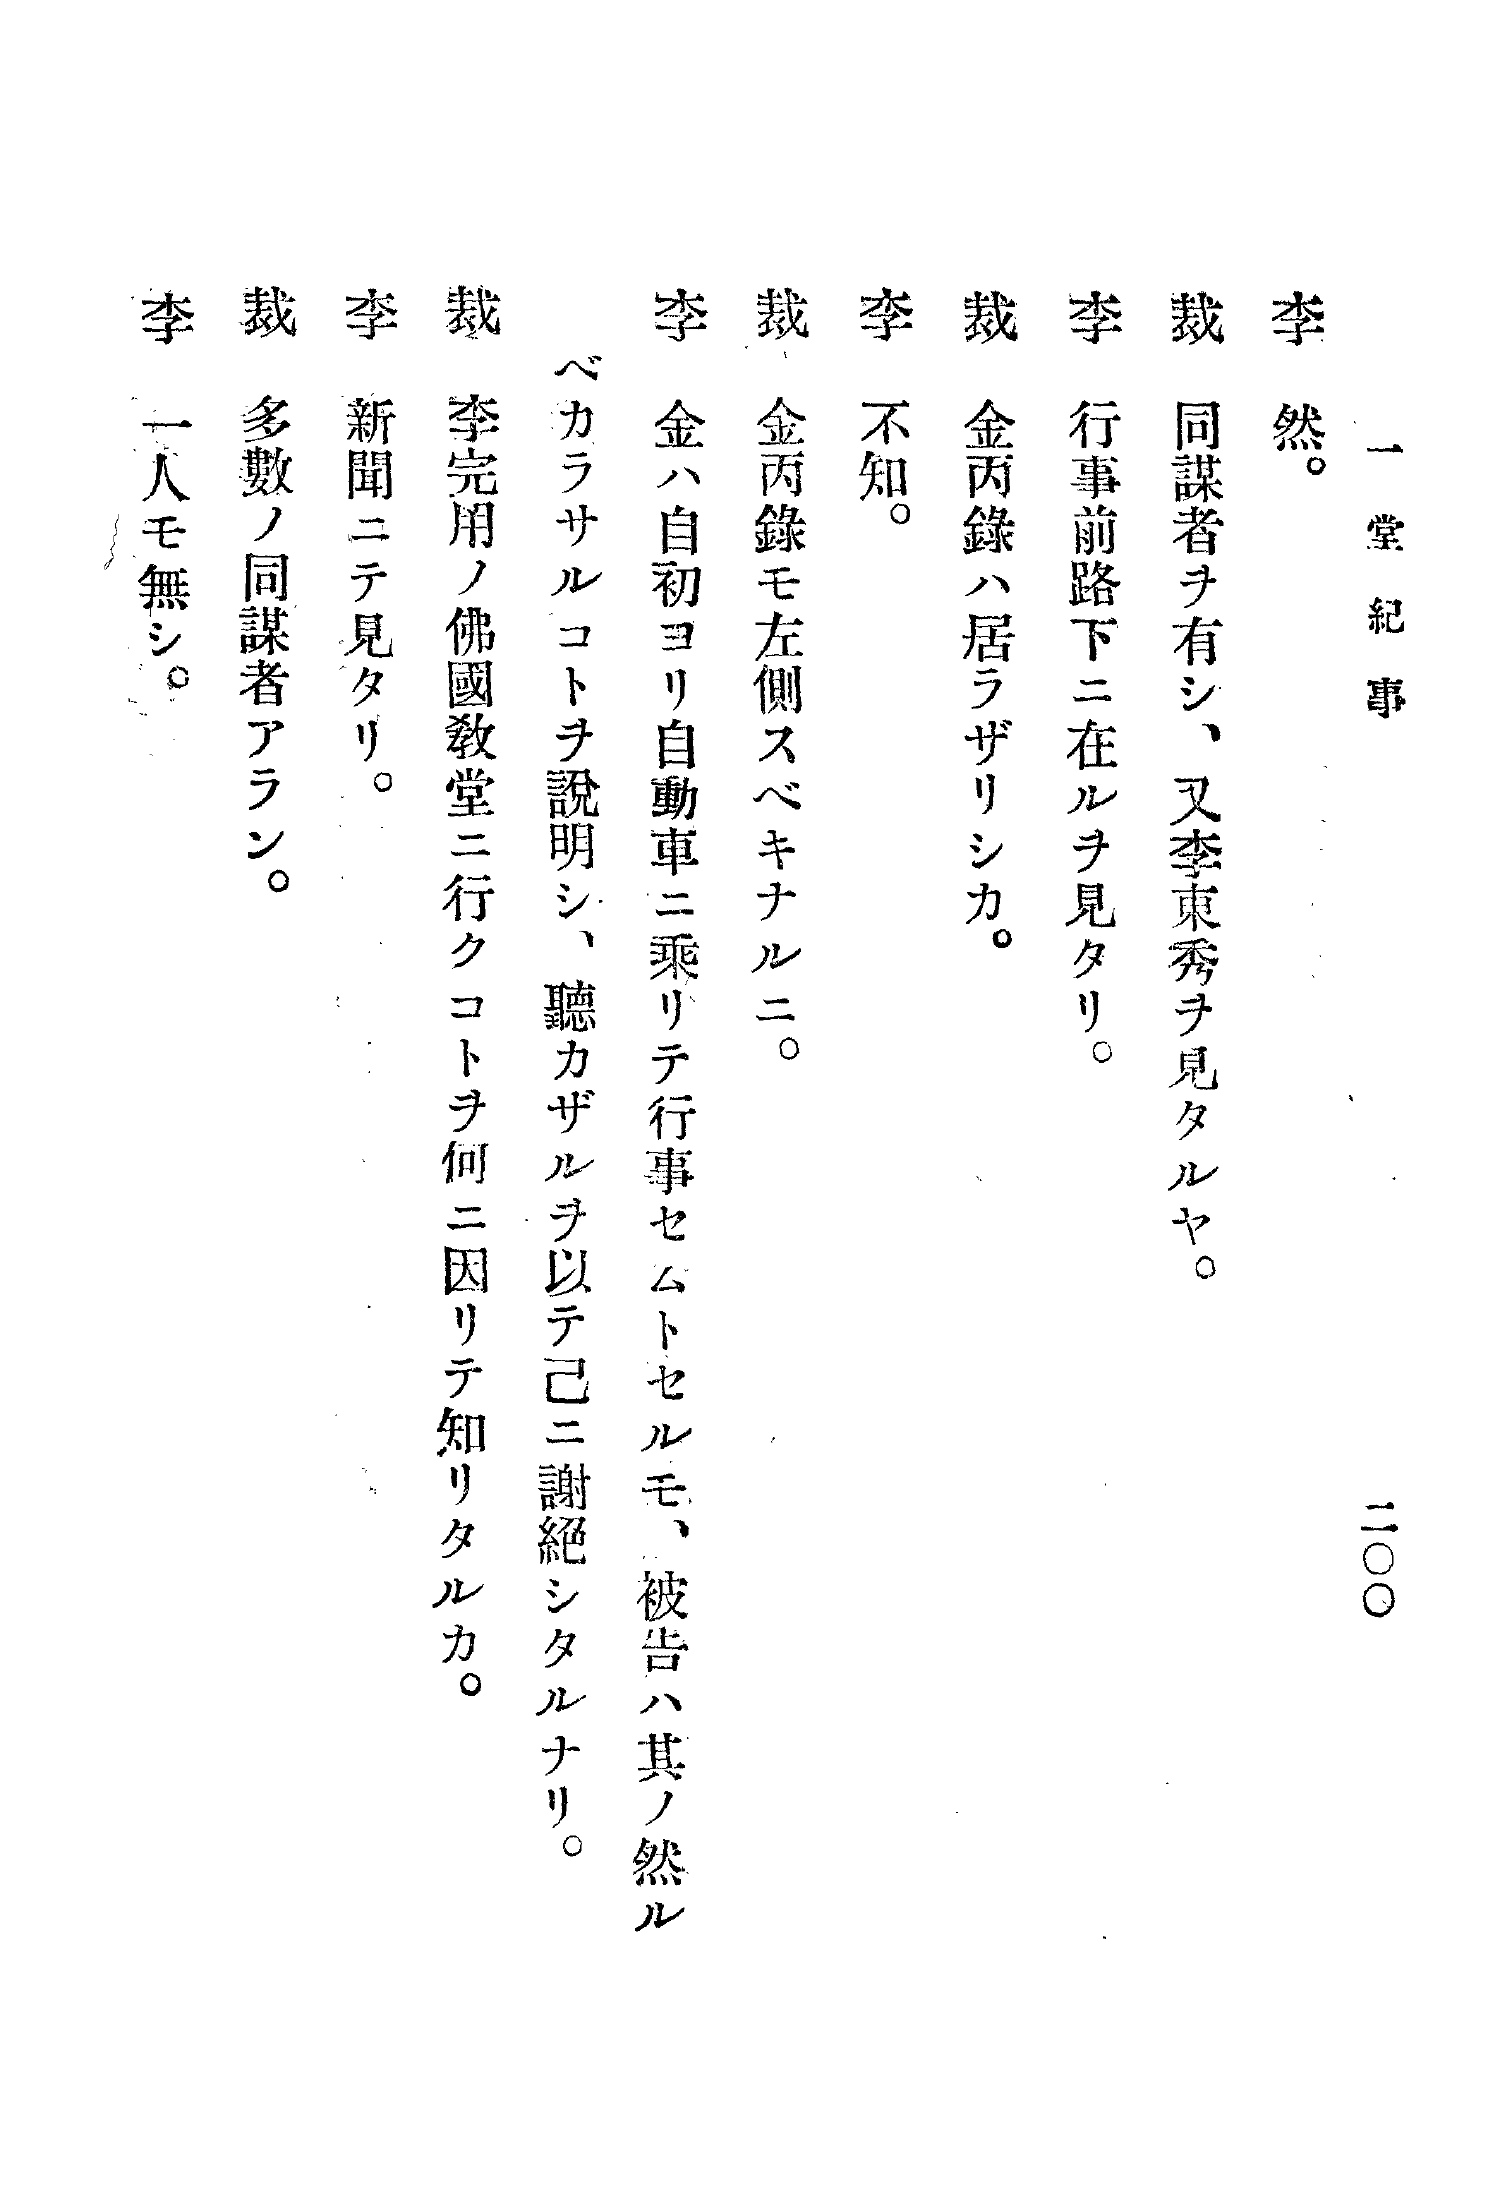 一堂紀事 二〇〇
李 然。
裁 同謀者ヲ有シ、又李東秀ヲ見タルヤ。
李 行事前路下ニ在ルヲ見タリ。
裁 金丙錄ハ居ラザリシカ。
李 不知。
裁 金丙錄モ左側スベキナルニ。
李 金ハ自初ヨリ自動車ニ乘リテ行事セムトセルモ、被告ハ其ノ然ル
ベカラサルコトヲ說明シ、聽カザルヲ以テ己ニ謝絕シタルナリ。
裁 李完用ノ佛國敎堂ニ行クコトヲ何ニ因リテ知リタルカ。
李 新聞ニテ見タリ。
裁 多數ノ同謀者アラン。
李 一人モ無シ。